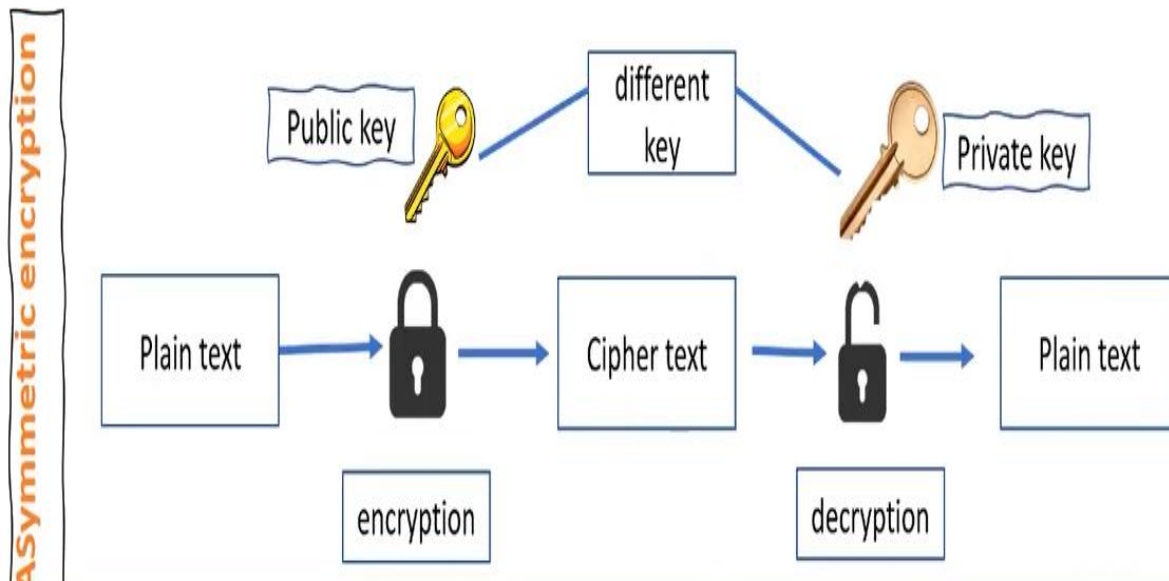 ASymmetric encryption
different
key
Public key
Private key
Plain text
Cipher text
Plain text
encryption
decryption